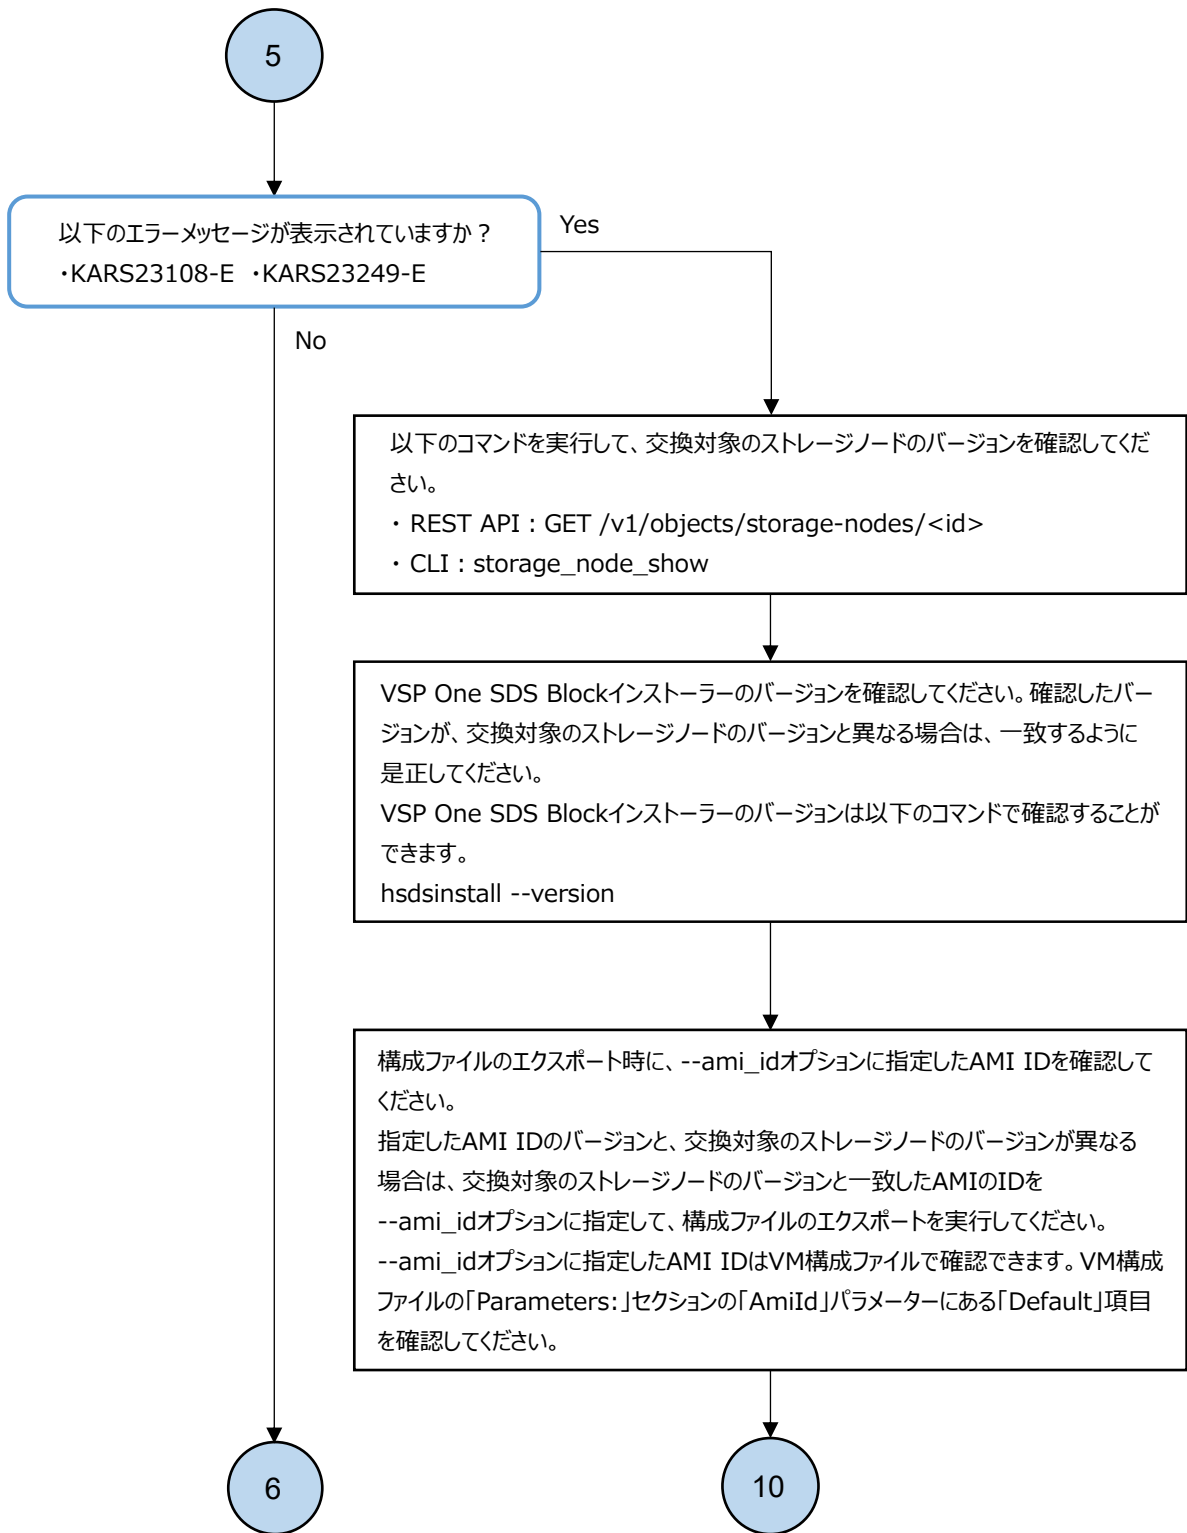 5
以下のエラーメッセージが表示されていますか？
・KARS23108-E ・KARS23249-E
Yes
No
以下のコマンドを実行して、交換対象のストレージノードのバージョンを確認してくだ
さい。
・ REST API：GET /v1/objects/storage-nodes/<id>
・ CLI：storage_node_show
VSP One SDS Blockインストーラーのバージョンを確認してください。確認したバー
ジョンが、交換対象のストレージノードのバージョンと異なる場合は、一致するように
是正してください。
VSP One SDS Blockインストーラーのバージョンは以下のコマンドで確認することが
できます。
hsdsinstall --version
構成ファイルのエクスポート時に、--ami_idオプションに指定したAMI IDを確認して
ください。
指定したAMI IDのバージョンと、交換対象のストレージノードのバージョンが異なる
場合は、交換対象のストレージノードのバージョンと一致したAMIのIDを
--ami_idオプションに指定して、構成ファイルのエクスポートを実行してください。
--ami_idオプションに指定したAMI IDはVM構成ファイルで確認できます。VM構成
ファイルの「Parameters:」セクションの「AmiId」パラメーターにある「Default」項目
を確認してください。
6
10